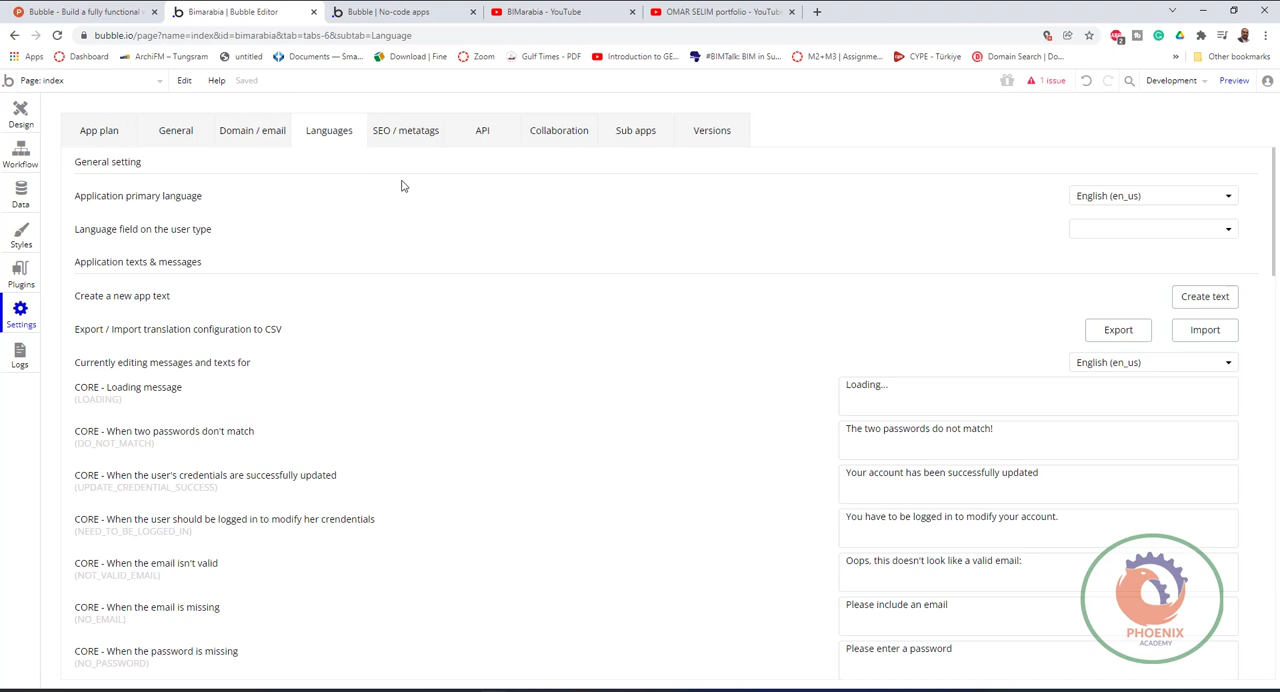 Bubble - Build a fully functional
Bimarabia | Bubble Editor
Bubble | No-code apps
BIMarabia - YouTube
OMAR SELIM portfolio - YouTub
bubble.io/page?name=index&id=bimarabia&tab=tabs-6&subtab=Language
Apps
Dashboard
ArchiFM — Tungsram
untitled
Documents — Sma...
Download | Fine
Zoom
Gulf Times - PDF
Introduction to GE...
#BIMTalk: BIM in Su...
M2+M3 | Assignme...
CYPE - Türkiye
Domain Search | Do...
»
Other bookmarks
Page: index
Edit
Help
Saved
1 issue
Development
Preview
Design
Workflow
Data
Styles
Plugins
Settings
Logs
App plan
General
Domain / email
Languages
SEO / metatags
API
Collaboration
Sub apps
Versions
General setting
Application primary language
English (en_us)
Language field on the user type
Application texts & messages
Create a new app text
Create text
Export / Import translation configuration to CSV
Export
Import
Currently editing messages and texts for
English (en_us)
CORE - Loading message
(LOADING)
Loading...
CORE - When two passwords don't match
(DO_NOT_MATCH)
The two passwords do not match!
CORE - When the user's credentials are successfully updated
(UPDATE_CREDENTIAL_SUCCESS)
Your account has been successfully updated
CORE - When the user should be logged in to modify her crendentials
(NEED_TO_BE_LOGGED_IN)
You have to be logged in to modify your account.
CORE - When the email isn't valid
(NOT_VALID_EMAIL)
Oops, this doesn't look like a valid email:
CORE - When the email is missing
(NO_EMAIL)
Please include an email
CORE - When the password is missing
(NO_PASSWORD)
Please enter a password
PHOENIX
ACADEMY